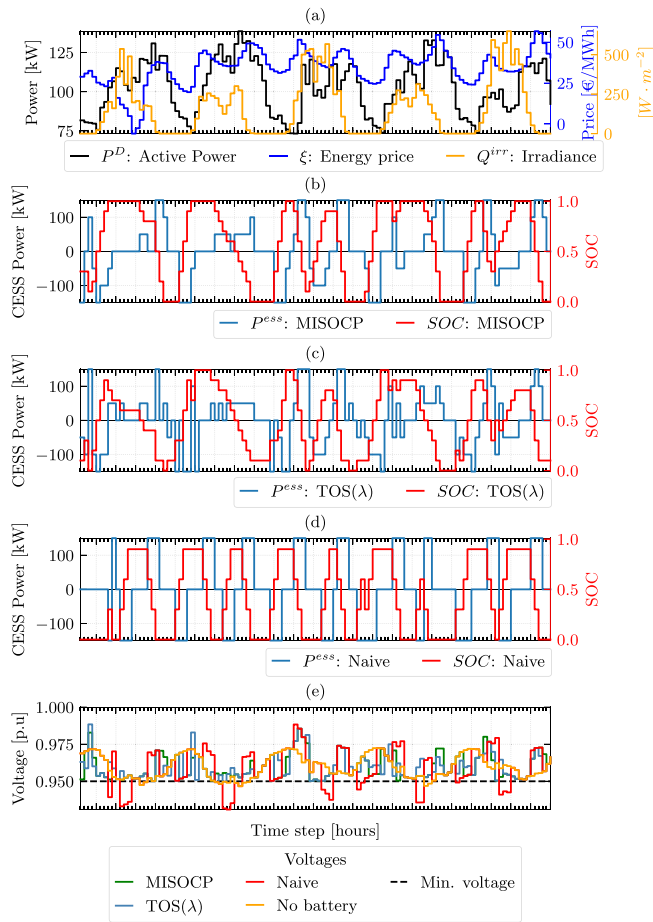 (a)
Power [kW]
125
100
75
50
25
0
Price [€/MWh]
500
250
0
[W · m⁻²]
P^D: Active Power ξ: Energy price Q^irr: Irradiance
(b)
CESS Power [kW]
100
0
−100
1.0
0.5
0.0
SOC
P^ess: MISOCP SOC: MISOCP
(c)
CESS Power [kW]
100
0
−100
1.0
0.5
0.0
SOC
P^ess: TOS(λ) SOC: TOS(λ)
(d)
CESS Power [kW]
100
0
−100
1.0
0.5
0.0
SOC
P^ess: Naive SOC: Naive
(e)
Voltage [p.u]
1.000
0.975
0.950
Time step [hours]
Voltages
MISOCP Naive Min. voltage
TOS(λ) No battery